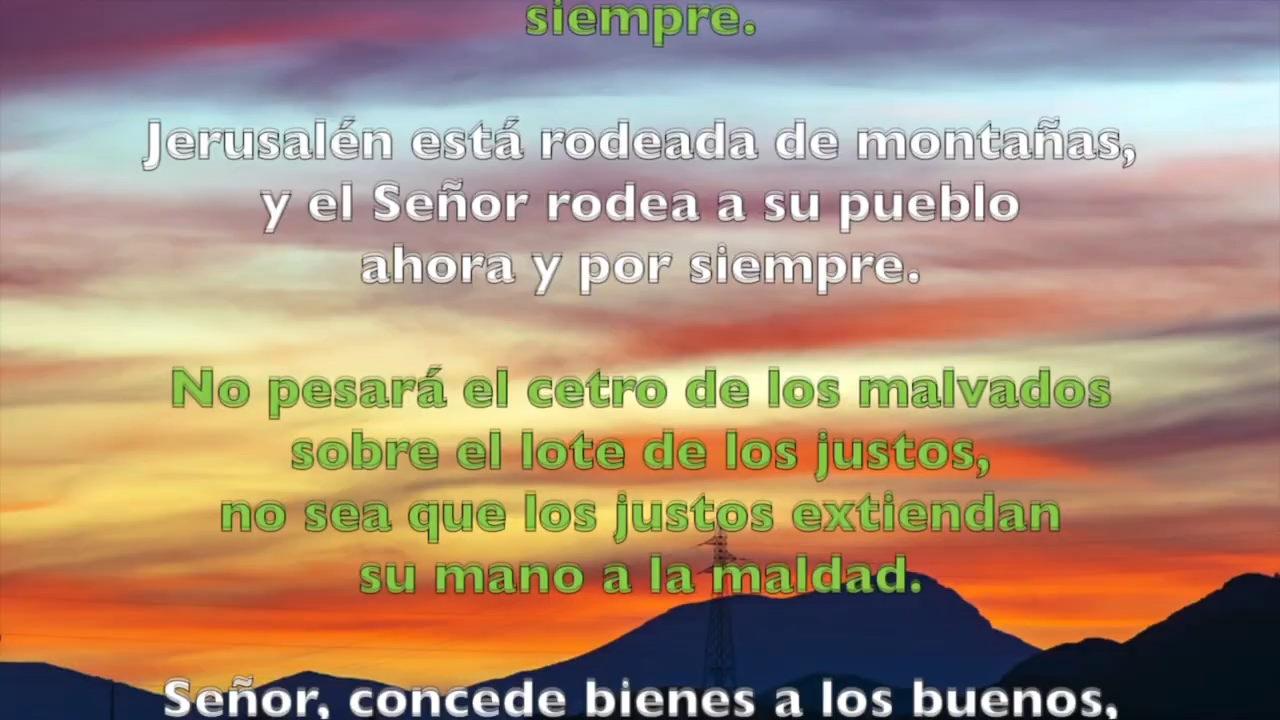 siempre.
Jerusalén está rodeada de montañas,
y el Señor rodea a su pueblo
ahora y por siempre.
No pesará el cetro de los malvados
sobre el lote de los justos,
no sea que los justos extiendan
su mano a la maldad.
Señor, concede bienes a los buenos,